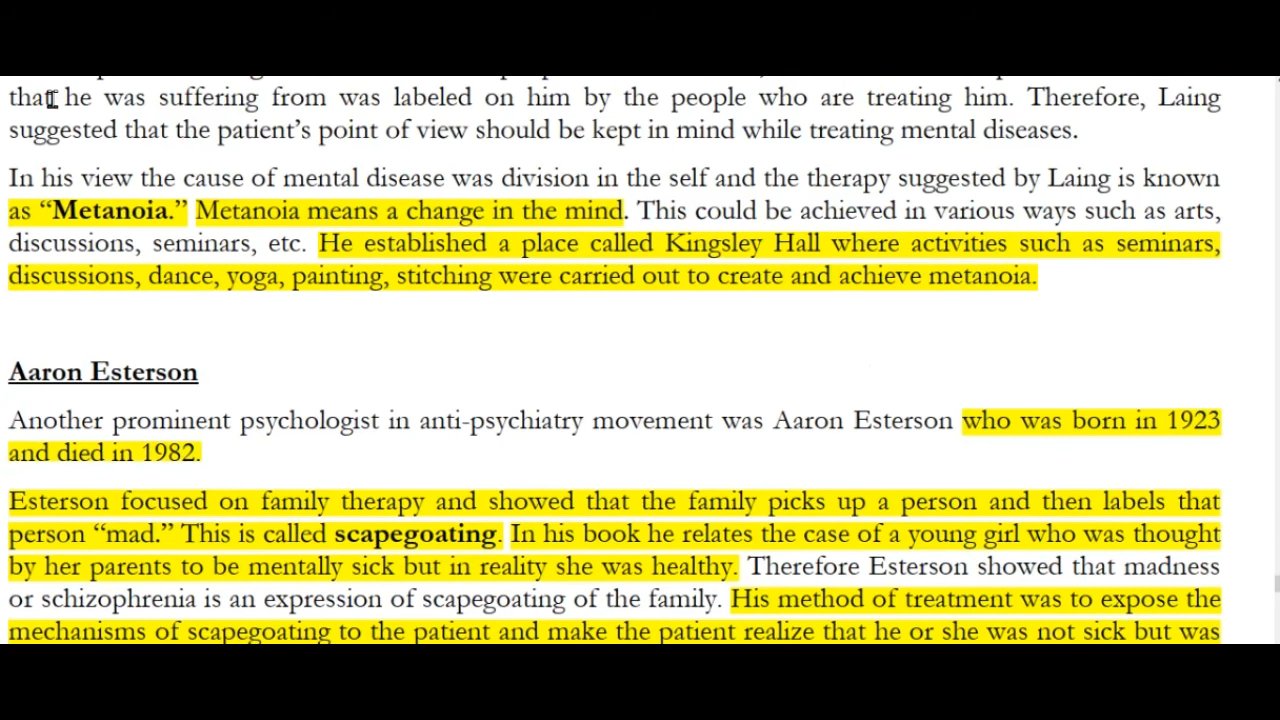 that he was suffering from was labeled on him by the people who are treating him. Therefore, Laing
suggested that the patient's point of view should be kept in mind while treating mental diseases.
In his view the cause of mental disease was division in the self and the therapy suggested by Laing is known
as "Metanoia." Metanoia means a change in the mind. This could be achieved in various ways such as arts,
discussions, seminars, etc. He established a place called Kingsley Hall where activities such as seminars,
discussions, dance, yoga, painting, stitching were carried out to create and achieve metanoia.
Aaron Esterson
Another prominent psychologist in anti-psychiatry movement was Aaron Esterson who was born in 1923
and died in 1982.
Esterson focused on family therapy and showed that the family picks up a person and then labels that
person "mad." This is called scapegoating. In his book he relates the case of a young girl who was thought
by her parents to be mentally sick but in reality she was healthy. Therefore Esterson showed that madness
or schizophrenia is an expression of scapegoating of the family. His method of treatment was to expose the
mechanisms of scapegoating to the patient and make the patient realize that he or she was not sick but was